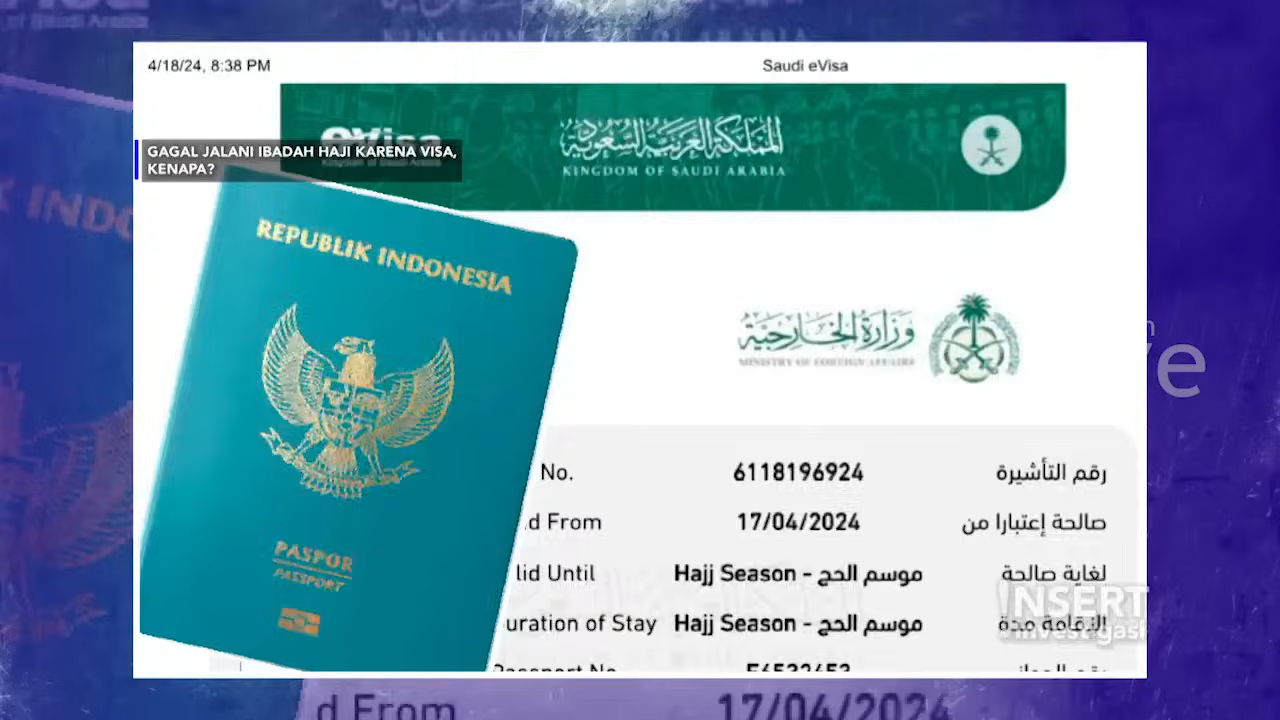 4/18/24, 8:38 PM
Saudi eVisa
eVisa
المملكة العربية السعودية
KINGDOM OF SAUDI ARABIA
GAGAL JALANI IBADAH HAJI KARENA VISA,
KENAPA?
REPUBLIK INDONESIA
وزارة الخارجية
MINISTRY OF FOREIGN AFFAIRS
No. 6118196924 رقم التأشيرة
d From 17/04/2024 صالحة إعتبارا من
lid Until Hajj Season - موسم الحج لغاية صالحة
uration of Stay Hajj Season - موسم الحج الإقامة مدة
PASPOR
PASSPORT
INSERT
investigasi
d From 17/04/2024